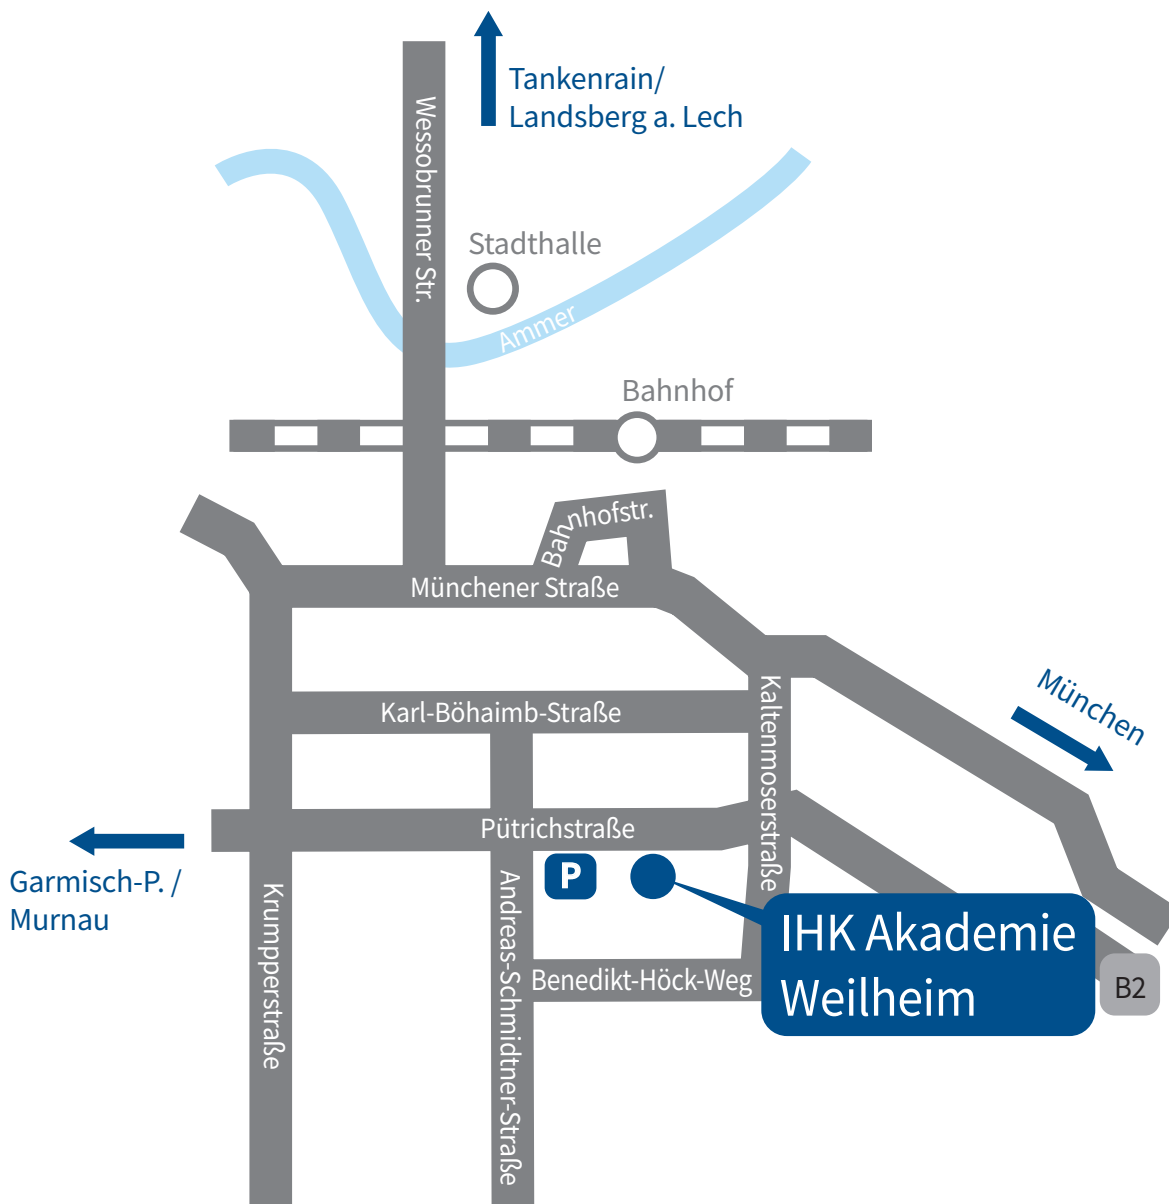 Tankenrain/
Landsberg a. Lech
Wessobrunner Str.
Stadthalle
Ammer
Bahnhof
Bahnhofstr.
Münchener Straße
München
Karl-Böhaimb-Straße
Kaltenmoserstraße
Pütrichstraße
Garmisch-P. /
Murnau
P
Krumpperstraße
Andreas-Schmidtner-Straße
IHK Akademie
Weilheim
Benedikt-Höck-Weg
B2